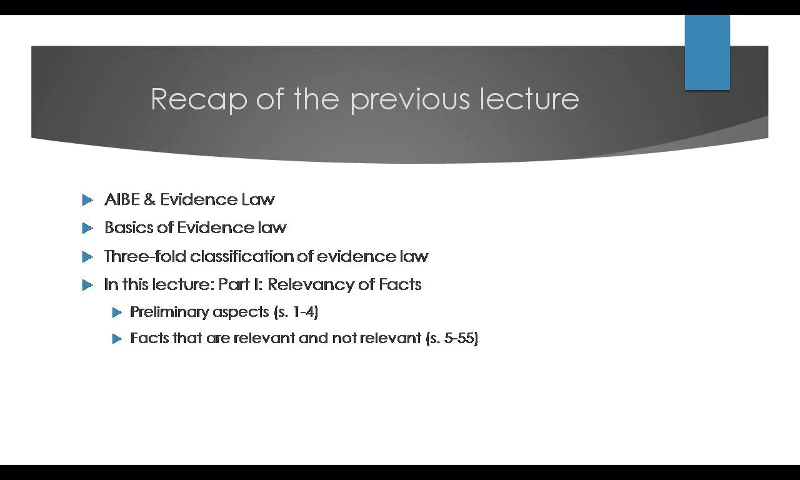 Recap of the previous lecture
AIBE & Evidence Law
Basics of Evidence law
Three-fold classification of evidence law
In this lecture: Part I: Relevancy of Facts
Preliminary aspects (s. 1-4)
Facts that are relevant and not relevant (s. 5-55)